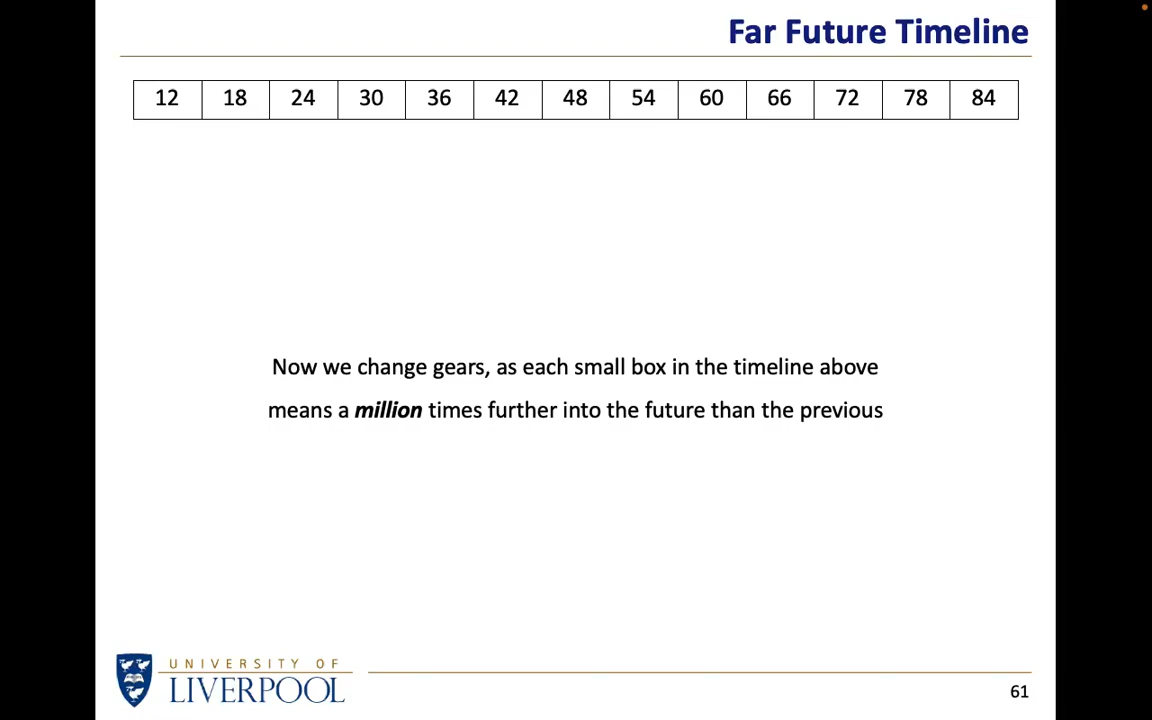 Far Future Timeline
12 18 24 30 36 42 48 54 60 66 72 78 84
Now we change gears, as each small box in the timeline above
means a million times further into the future than the previous
UNIVERSITY OF
LIVERPOOL
61